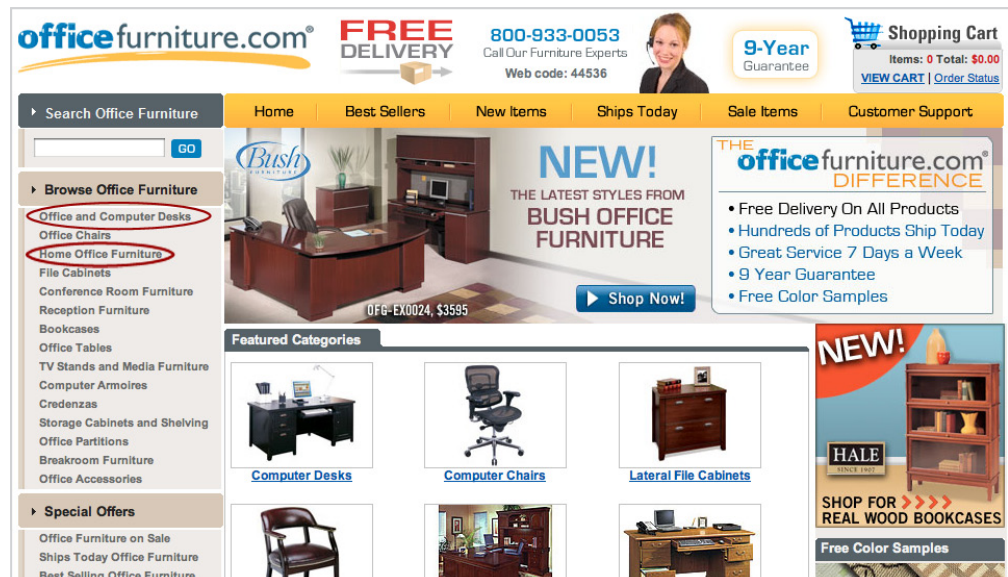 officefurniture.com®
FREE
DELIVERY
800-933-0053
Call Our Furniture Experts
Web code: 44536
9-Year
Guarantee
Shopping Cart
Items: 0 Total: $0.00
VIEW CART | Order Status
Search Office Furniture
Home
Best Sellers
New Items
Ships Today
Sale Items
Customer Support
GO
Browse Office Furniture
Office and Computer Desks
Office Chairs
Home Office Furniture
File Cabinets
Conference Room Furniture
Reception Furniture
Bookcases
Office Tables
TV Stands and Media Furniture
Computer Armoires
Credenzas
Storage Cabinets and Shelving
Office Partitions
Breakroom Furniture
Office Accessories
Special Offers
Office Furniture on Sale
Ships Today Office Furniture
Best Selling Office Furniture
Bush
FURNITURE
NEW!
THE LATEST STYLES FROM
BUSH OFFICE
FURNITURE
OFG-EX0024, $3595
Shop Now!
THE
officefurniture.com®
DIFFERENCE
• Free Delivery On All Products
• Hundreds of Products Ship Today
• Great Service 7 Days a Week
• 9 Year Guarantee
• Free Color Samples
Featured Categories
Computer Desks
Computer Chairs
Lateral File Cabinets
NEW!
HALE
SINCE 1907
SHOP FOR
REAL WOOD BOOKCASES
Free Color Samples